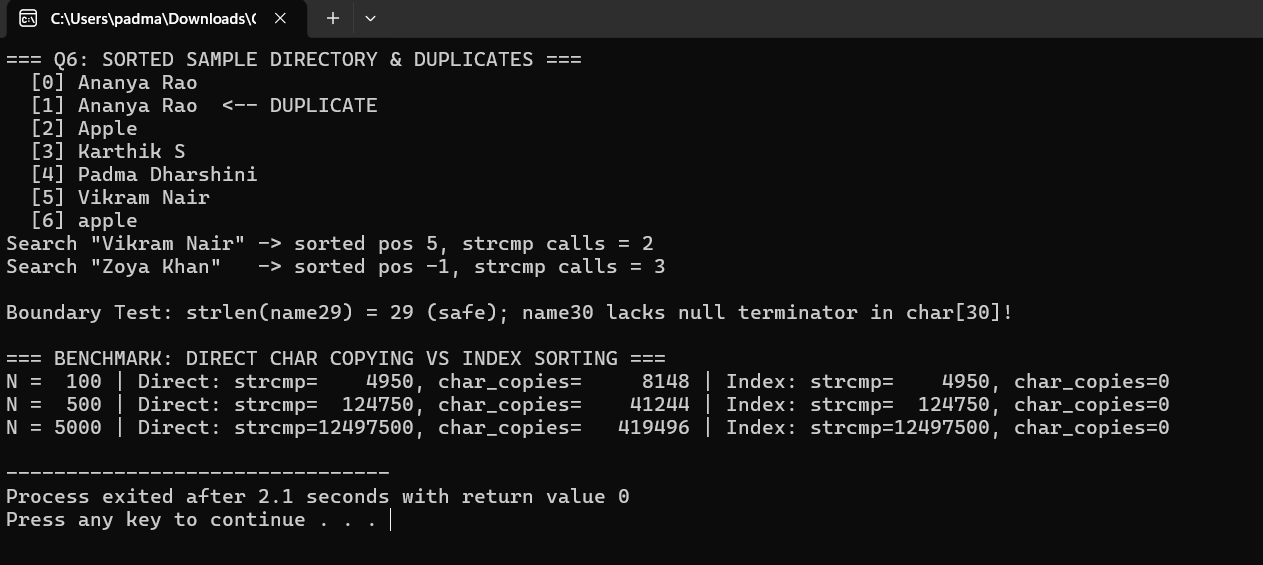 C:\Users\padma\Downloads\
=== Q6: SORTED SAMPLE DIRECTORY & DUPLICATES ===
  [0] Ananya Rao
  [1] Ananya Rao  <-- DUPLICATE
  [2] Apple
  [3] Karthik S
  [4] Padma Dharshini
  [5] Vikram Nair
  [6] apple
Search "Vikram Nair" -> sorted pos 5, strcmp calls = 2
Search "Zoya Khan"   -> sorted pos -1, strcmp calls = 3

Boundary Test: strlen(name29) = 29 (safe); name30 lacks null terminator in char[30]!

=== BENCHMARK: DIRECT CHAR COPYING VS INDEX SORTING ===
N =  100 | Direct: strcmp=    4950, char_copies=     8148 | Index: strcmp=    4950, char_copies=0
N =  500 | Direct: strcmp=  124750, char_copies=    41244 | Index: strcmp=  124750, char_copies=0
N = 5000 | Direct: strcmp=12497500, char_copies=   419496 | Index: strcmp=12497500, char_copies=0

--------------------------------
Process exited after 2.1 seconds with return value 0
Press any key to continue . . .